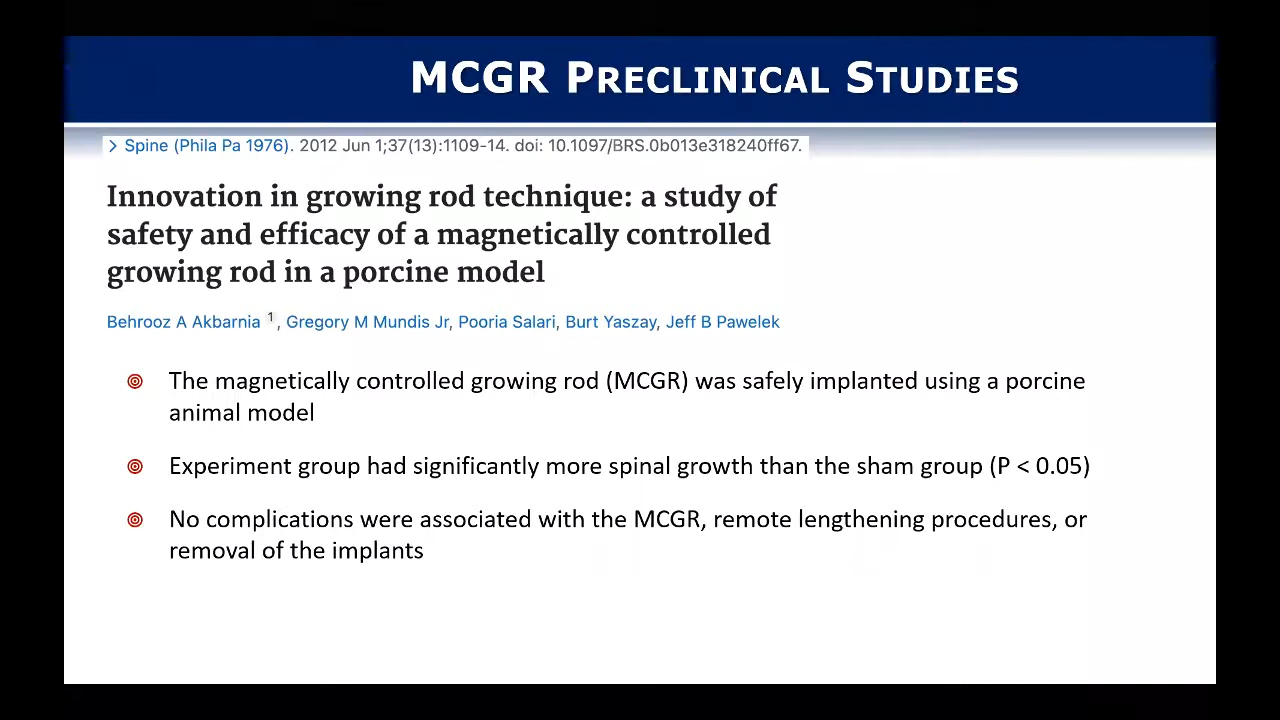 MCGR PRECLINICAL STUDIES
> Spine (Phila Pa 1976). 2012 Jun 1;37(13):1109-14. doi: 10.1097/BRS.0b013e318240ff67.
Innovation in growing rod technique: a study of
safety and efficacy of a magnetically controlled
growing rod in a porcine model
Behrooz A Akbarnia 1, Gregory M Mundis Jr, Pooria Salari, Burt Yaszay, Jeff B Pawelek
The magnetically controlled growing rod (MCGR) was safely implanted using a porcine
animal model
Experiment group had significantly more spinal growth than the sham group (P < 0.05)
No complications were associated with the MCGR, remote lengthening procedures, or
removal of the implants